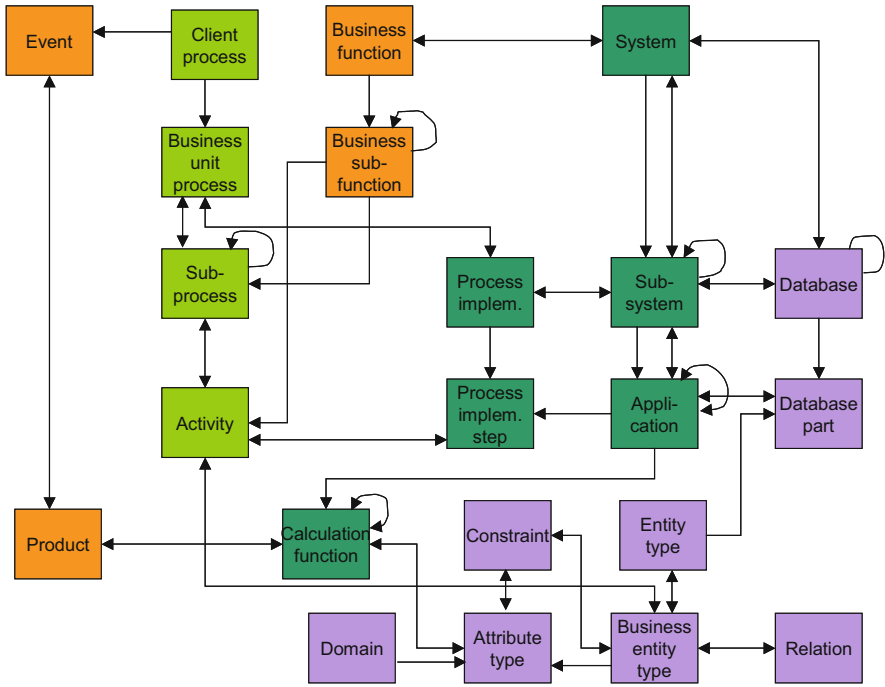 Event
Client
process
Business
function
System
Business
unit
process
Business
sub-
function
Sub-
process
Process
implem.
Sub-
system
Database
Activity
Process
implem.
step
Appli-
cation
Database
part
Product
Calculation
function
Constraint
Entity
type
Domain
Attribute
type
Business
entity
type
Relation